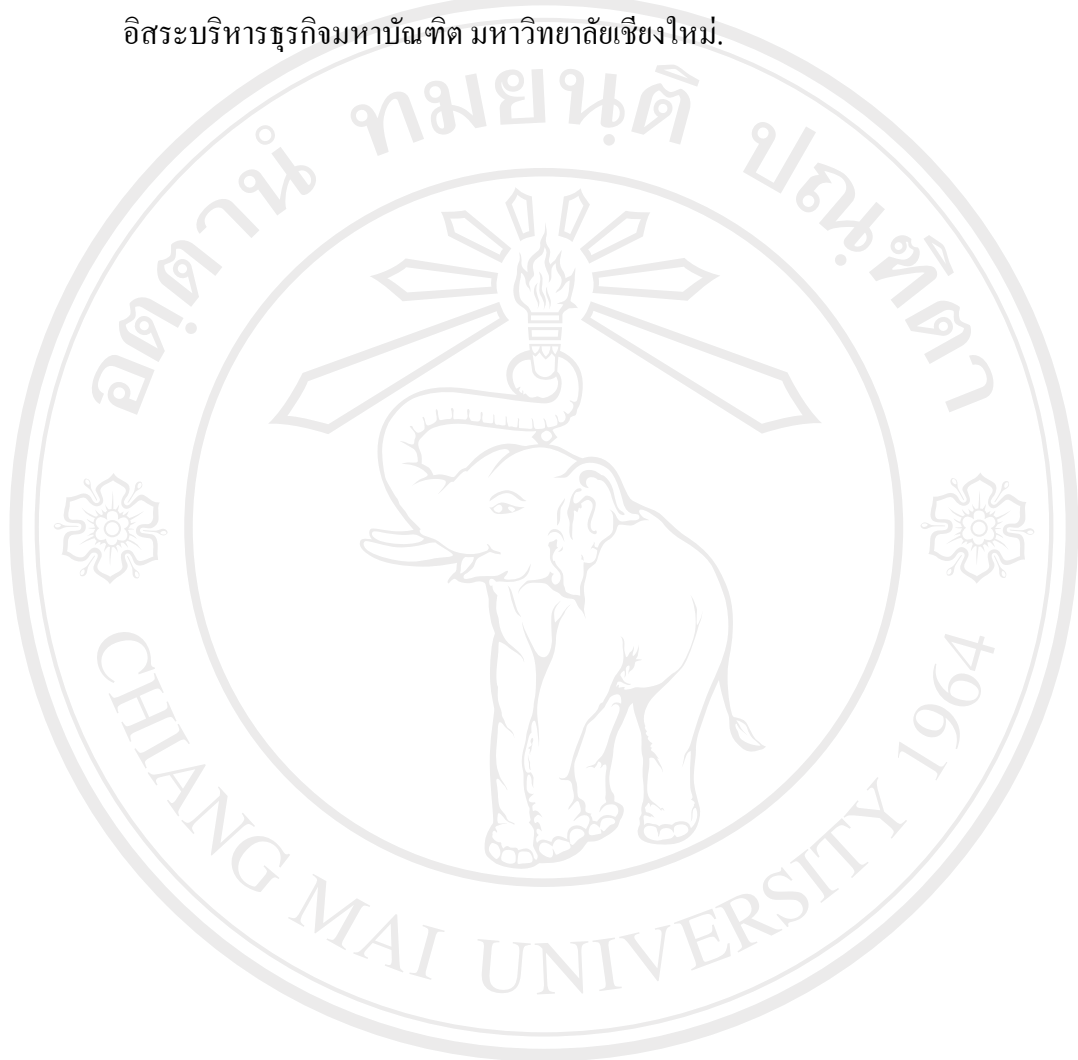 อิสระบริหารธุรกิจมหาบัณฑิต มหาวิทยาลัยเชียงใหม่.
อตฺตานํ ทมยนฺติ ปณฺฑิตา
CHIANG MAI UNIVERSITY 1964